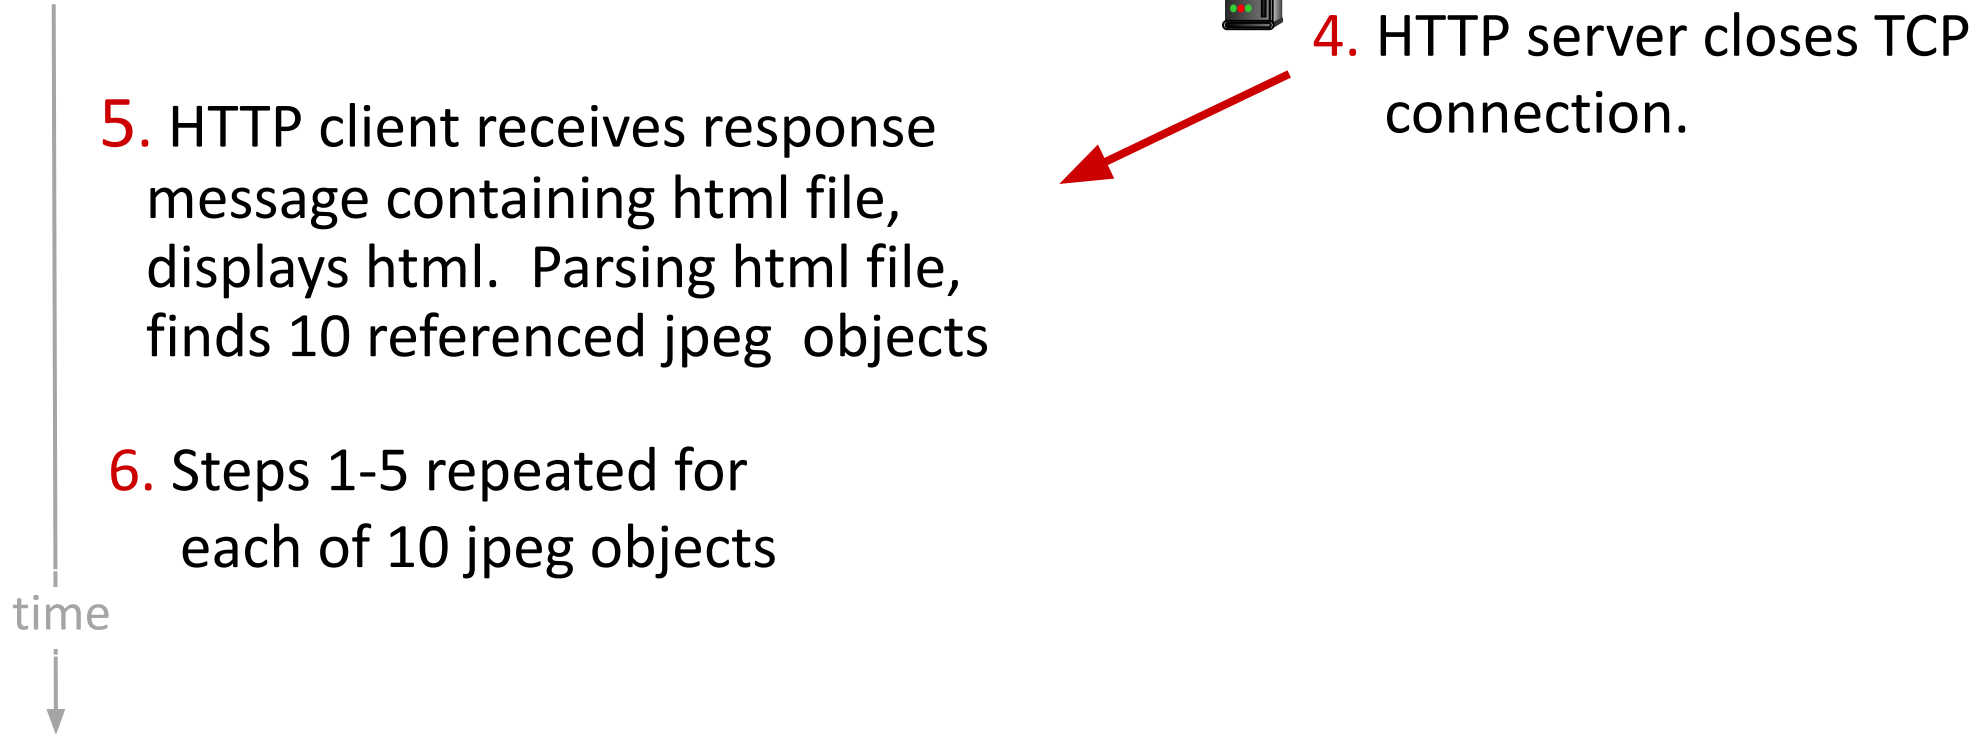 4. HTTP server closes TCP
connection.
5. HTTP client receives response
message containing html file,
displays html.  Parsing html file,
finds 10 referenced jpeg  objects
6. Steps 1-5 repeated for
each of 10 jpeg objects
time